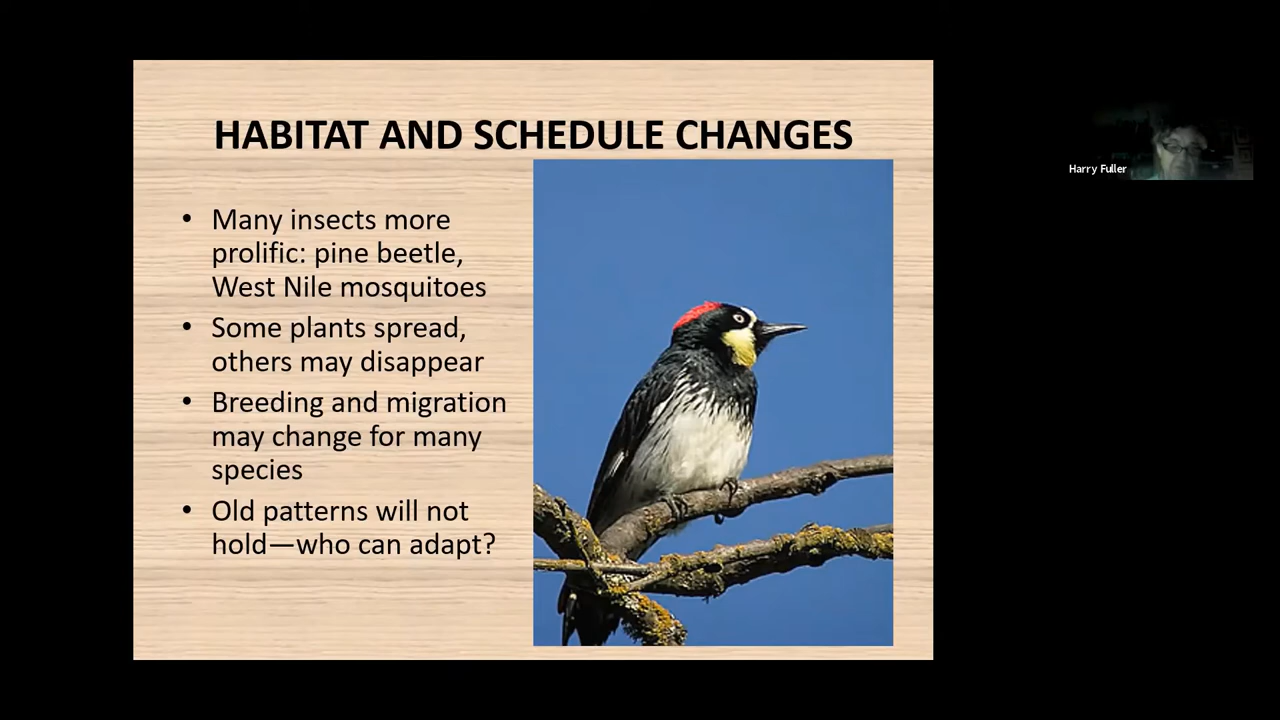 HABITAT AND SCHEDULE CHANGES
• Many insects more
prolific: pine beetle,
West Nile mosquitoes
• Some plants spread,
others may disappear
• Breeding and migration
may change for many
species
• Old patterns will not
hold—who can adapt?
Harry Fuller